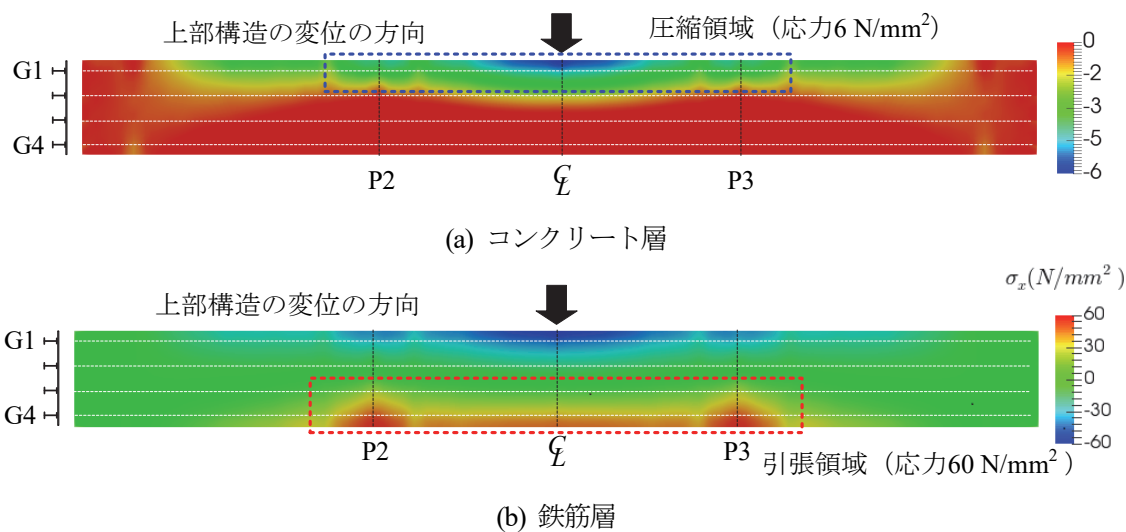 上部構造の変位の方向
圧縮領域（応力6 N/mm²）
G1
G4
P2
℄
P3
0
-2
-3
-5
-6
(a) コンクリート層
上部構造の変位の方向
σx(N/mm²)
G1
G4
P2
℄
P3
60
30
0
-30
-60
引張領域（応力60 N/mm²）
(b) 鉄筋層